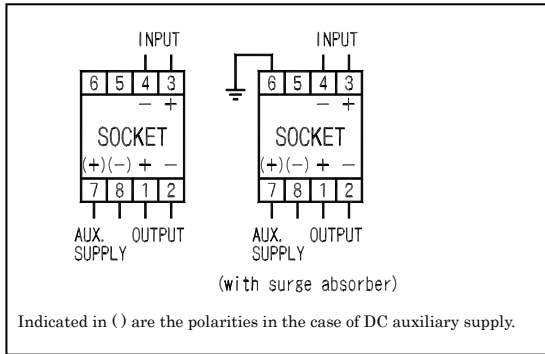 INPUT INPUT
6 5 4 3 6 5 4 3
− + − +
SOCKET SOCKET
(+)(−) + − (+)(−) + −
7 8 1 2 7 8 1 2
AUX. OUTPUT AUX. OUTPUT
SUPPLY SUPPLY
(with surge absorber)
Indicated in ( ) are the polarities in the case of DC auxiliary supply.